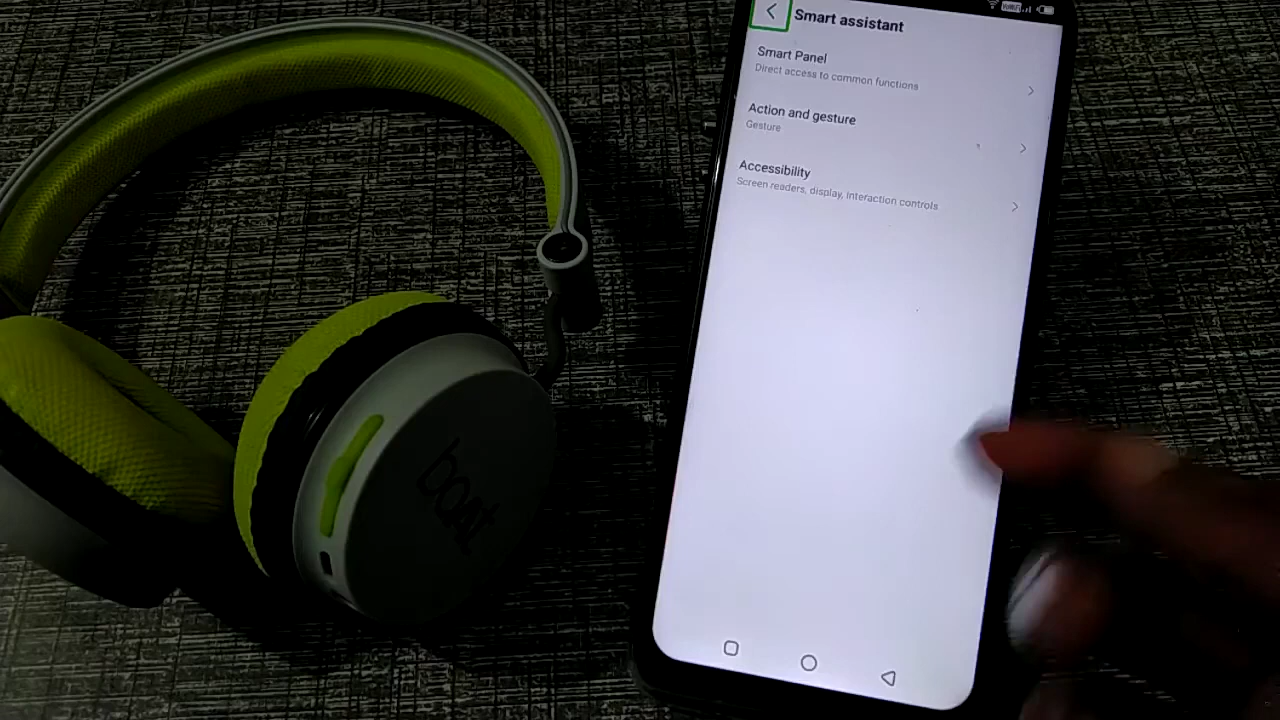 Smart assistant
Smart Panel
Direct access to common functions
Action and gesture
Gesture
Accessibility
Screen readers, display, interaction controls
boAt